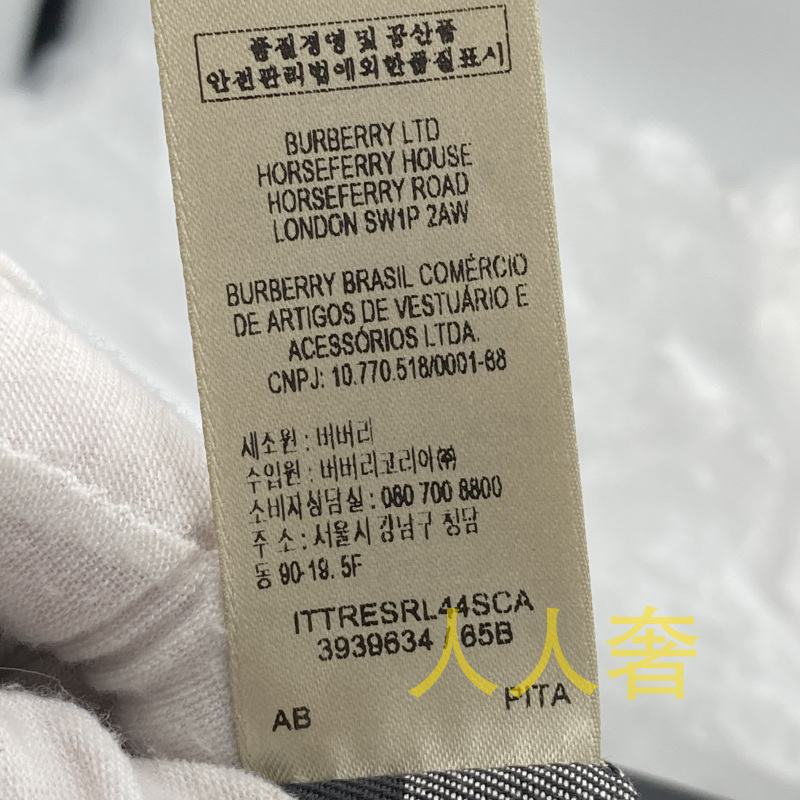 품질경영 및 공산품
안전관리법에의한품질표시
BURBERRY LTD
HORSEFERRY HOUSE
HORSEFERRY ROAD
LONDON SW1P 2AW
BURBERRY BRASIL COMÉRCIO
DE ARTIGOS DE VESTUÁRIO E
ACESSÓRIOS LTDA.
CNPJ: 10.770.518/0001-68
세소원 : 버버리
수입원 : 버버리코리아㈜
소비자상담실 : 080 700 8800
주 소 : 서울시 강남구 청담
동 90-18. 5F
ITTRESRL44SCA
3939634 / 65B
AB PITA
人人奢